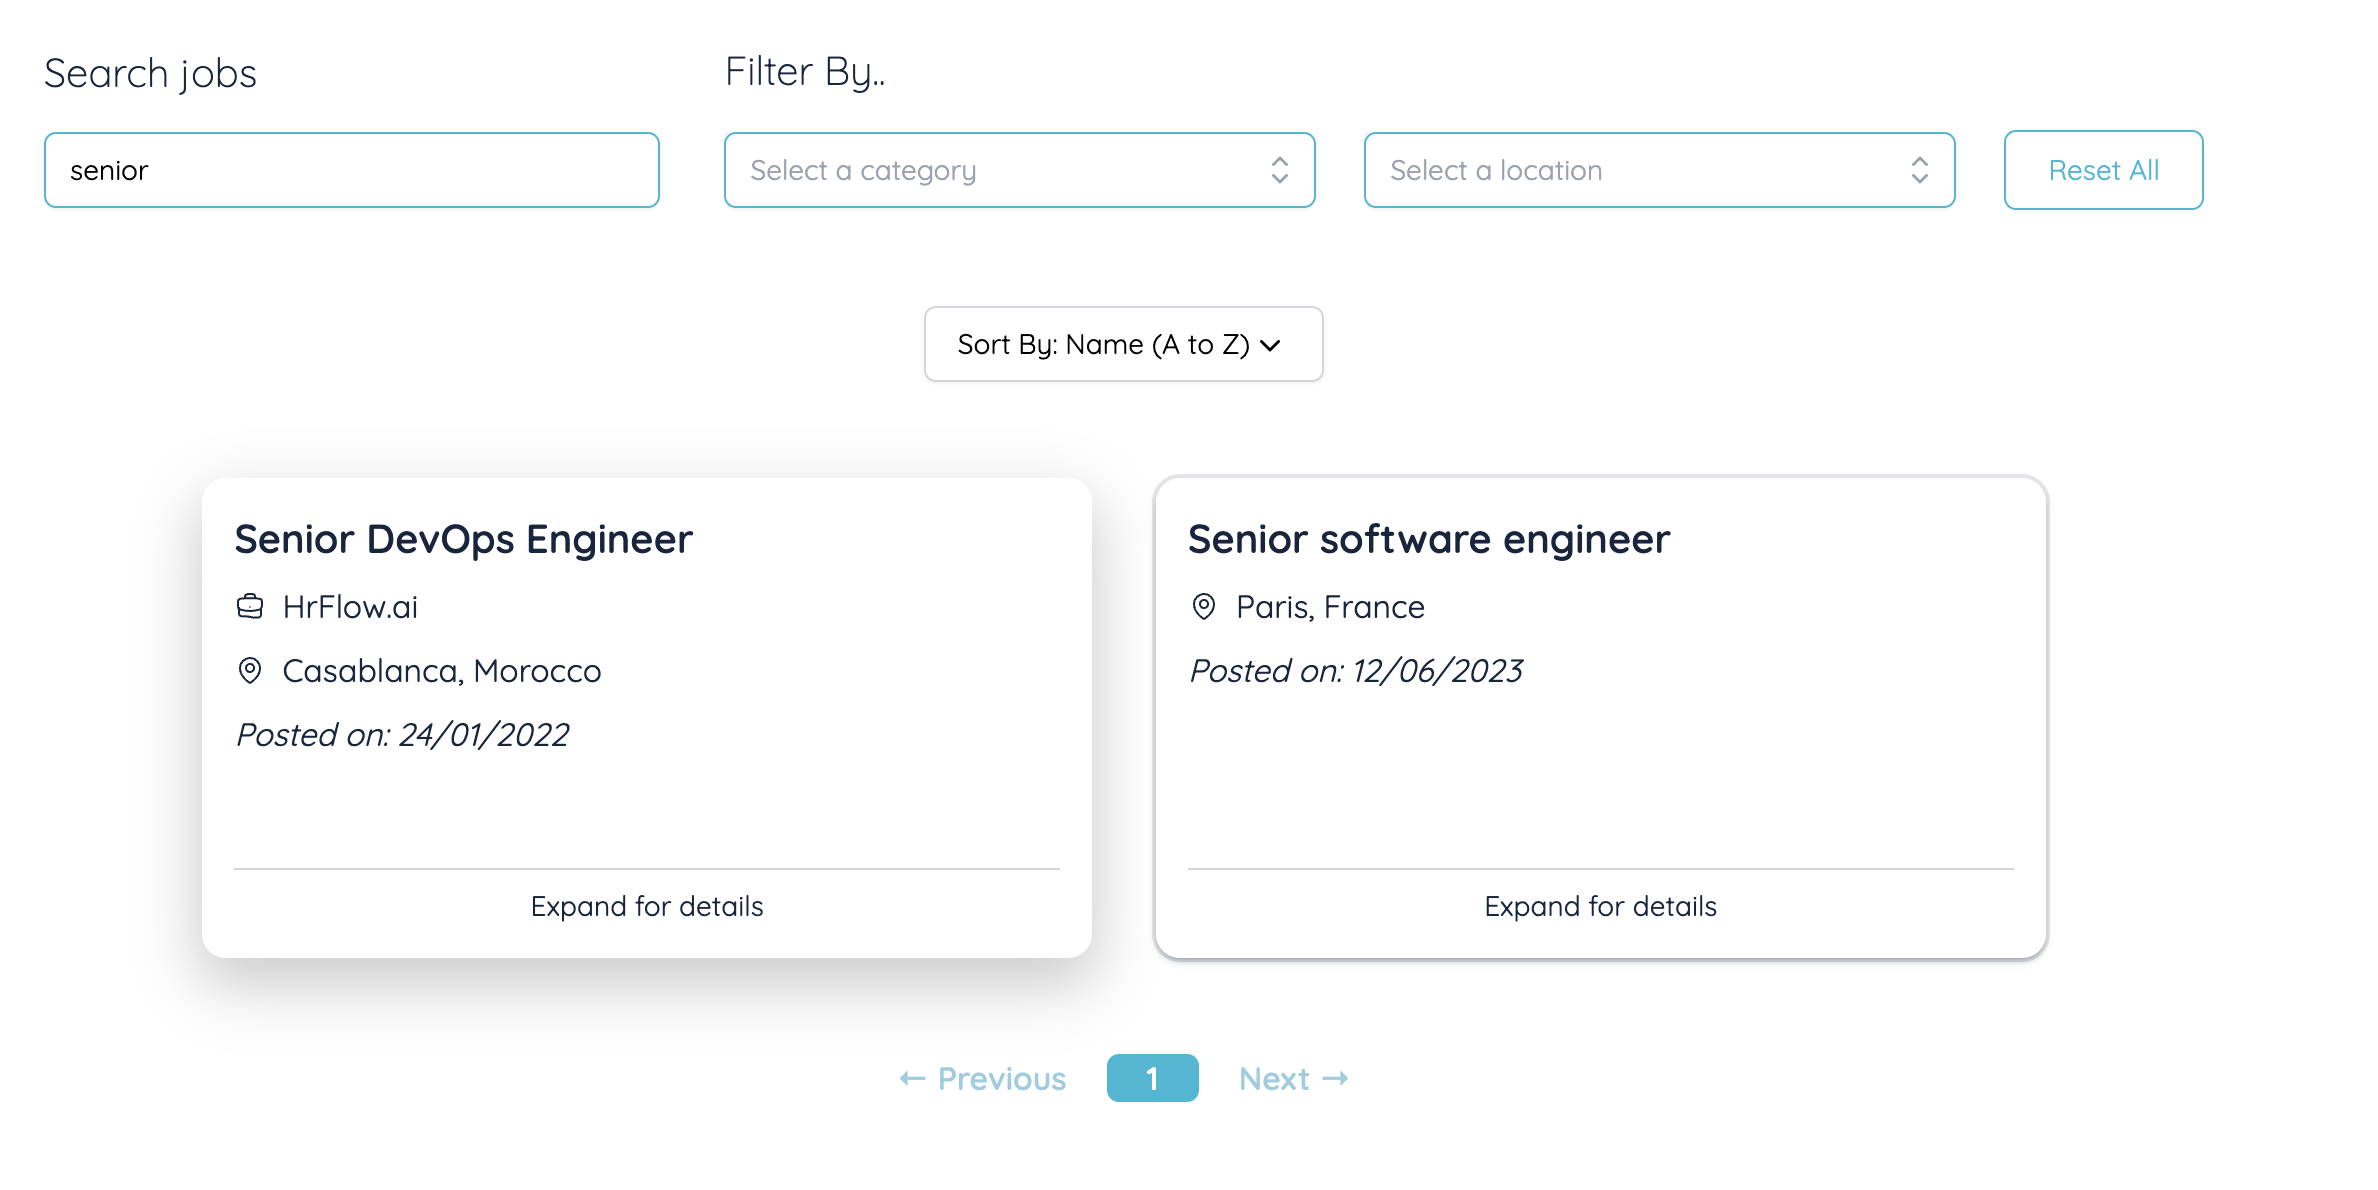 Search jobs
Filter By..
senior
Select a category
Select a location
Reset All
Sort By: Name (A to Z)
Senior DevOps Engineer
HrFlow.ai
Casablanca, Morocco
Posted on: 24/01/2022
Expand for details
Senior software engineer
Paris, France
Posted on: 12/06/2023
Expand for details
← Previous 1 Next →